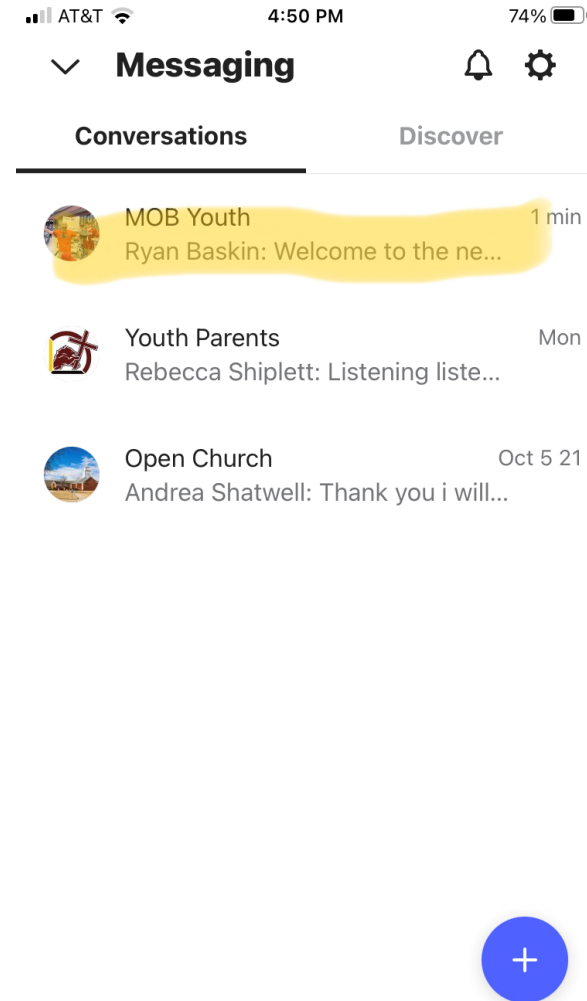 AT&T 4:50 PM 74%
Messaging
Conversations Discover
MOB Youth 1 min
Ryan Baskin: Welcome to the ne...
Youth Parents Mon
Rebecca Shiplett: Listening liste...
Open Church Oct 5 21
Andrea Shatwell: Thank you i will...